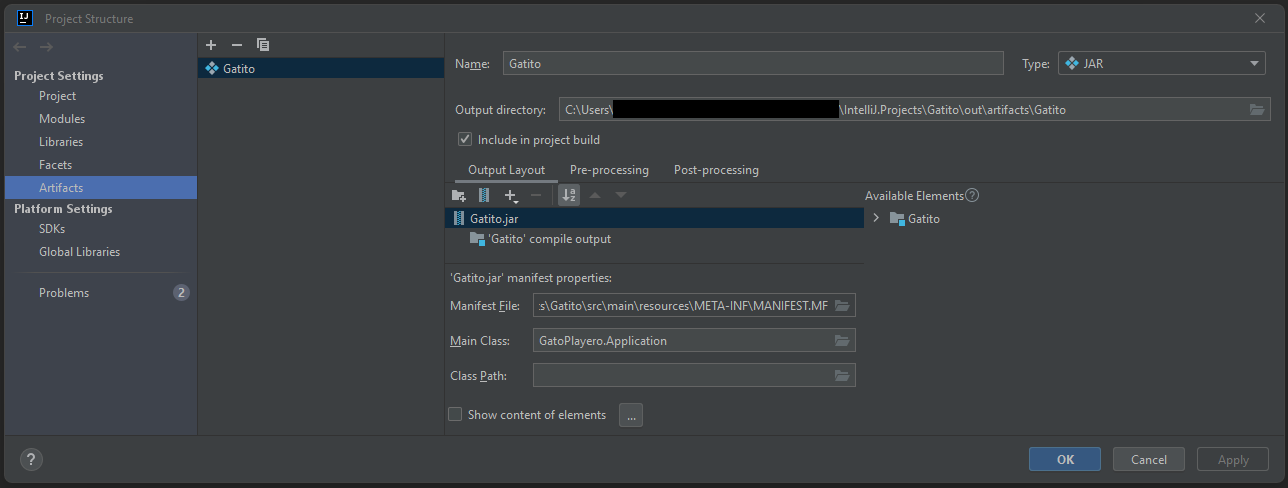 Project Structure
Project Settings
Project
Modules
Libraries
Facets
Artifacts
Platform Settings
SDKs
Global Libraries
Problems 2
Gatito
Name: Gatito Type: JAR
Output directory: C:\Users\ \IntelliJ.Projects\Gatito\out\artifacts\Gatito
Include in project build
Output Layout Pre-processing Post-processing
Available Elements ?
Gatito.jar
'Gatito' compile output
Gatito
'Gatito.jar' manifest properties:
Manifest File: :s\Gatito\src\main\resources\META-INF\MANIFEST.MF
Main Class: GatoPlayero.Application
Class Path:
Show content of elements ...
? OK Cancel Apply